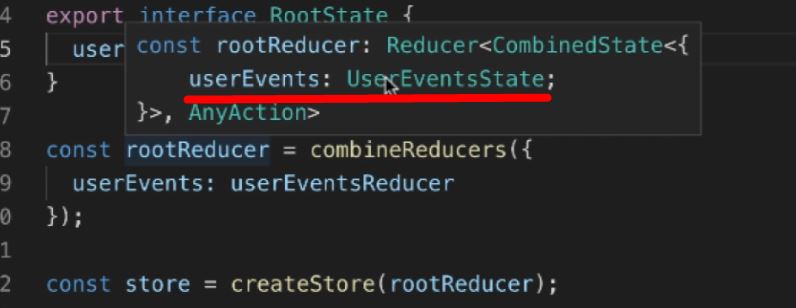 4 export interface RootState {
const rootReducer: Reducer<CombinedState<{
5 user
userEvents: UserEventsState;
6 }
}>, AnyAction>
7
8 const rootReducer = combineReducers({
9 userEvents: userEventsReducer
0 });
1
2 const store = createStore(rootReducer);